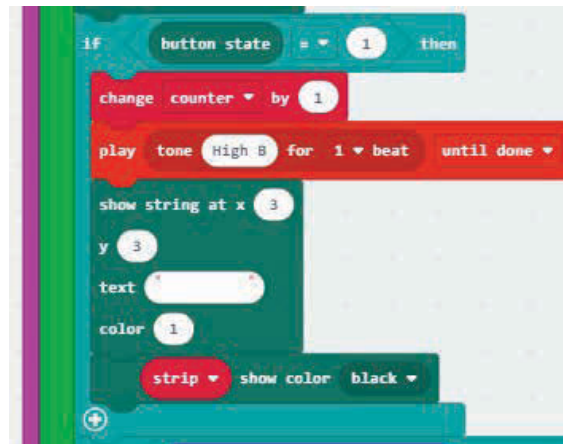 if button state = 1 then
change counter by 1
play tone High B for 1 beat until done
show string at x 3
y 3
text " "
color 1
strip show color black